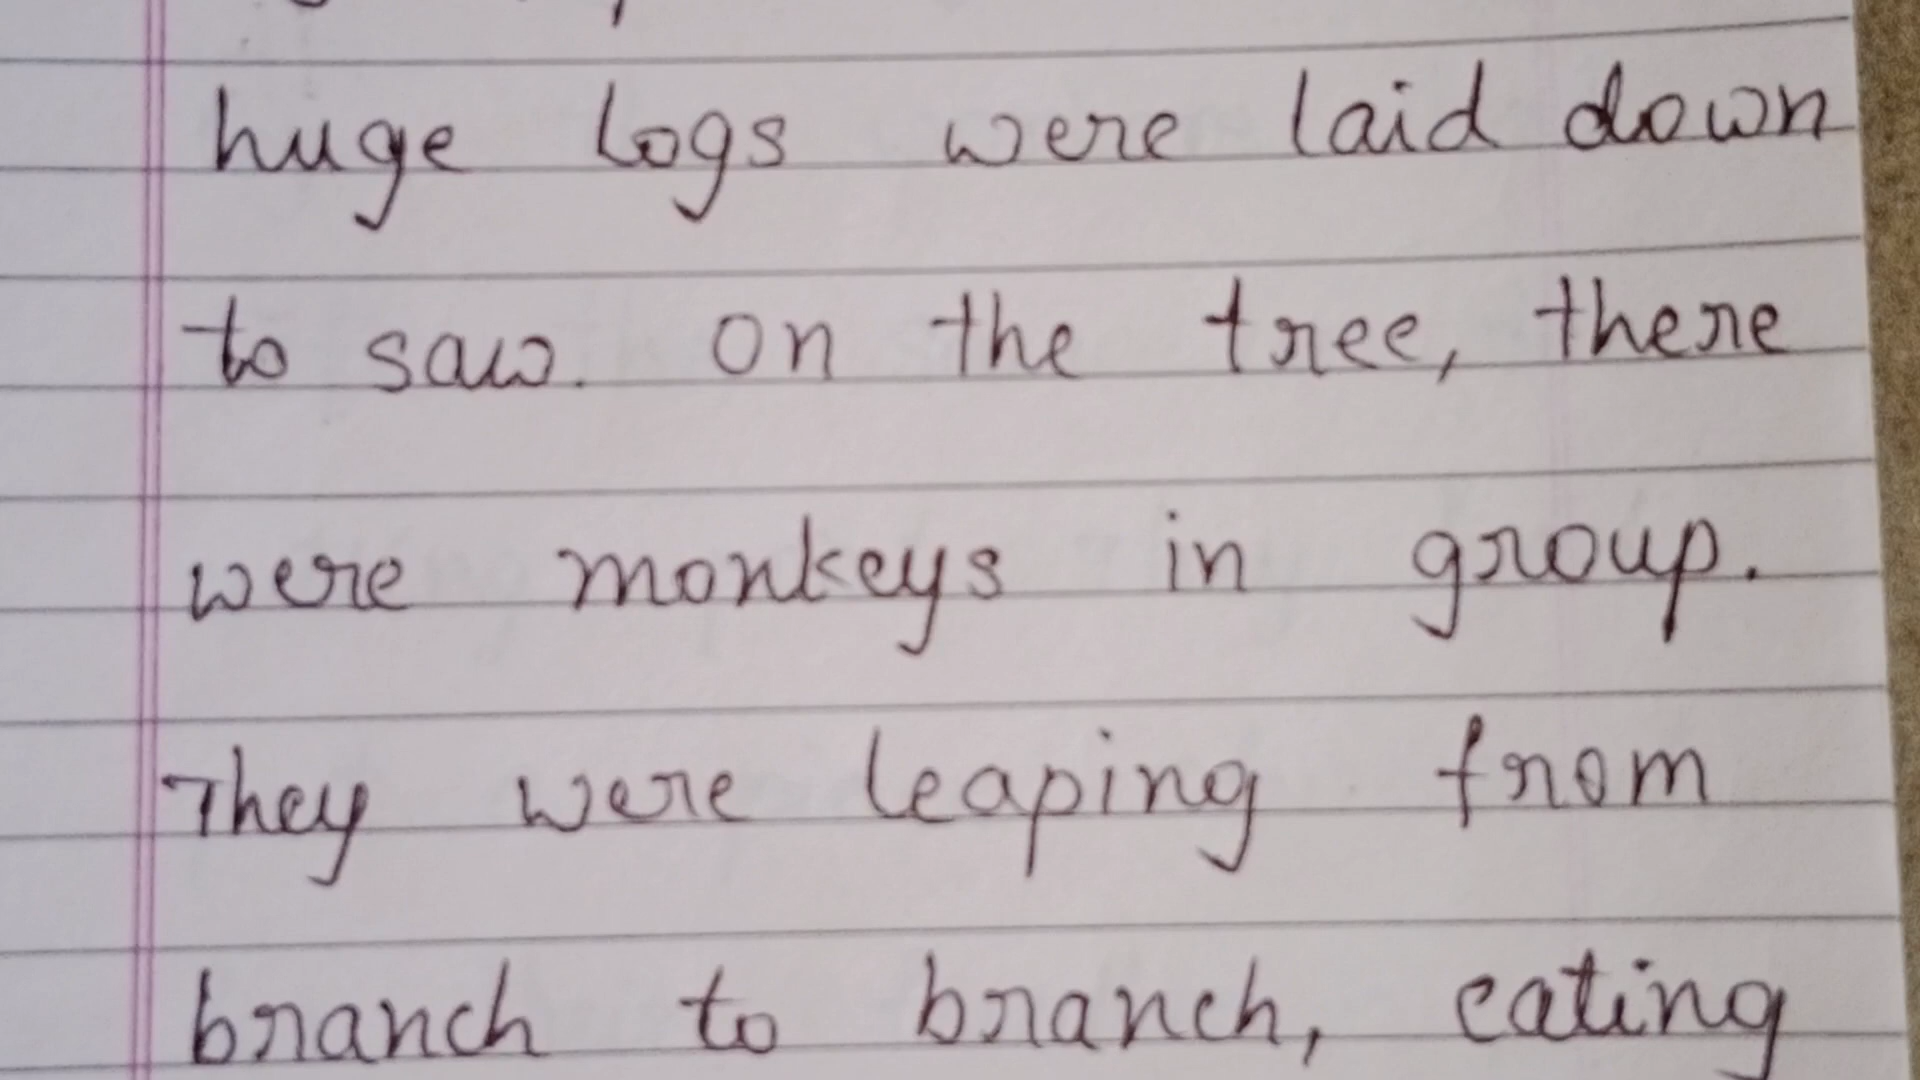 huge logs were laid down
to saw. on the tree, there
were monkeys in group.
They were leaping from
branch to branch, eating